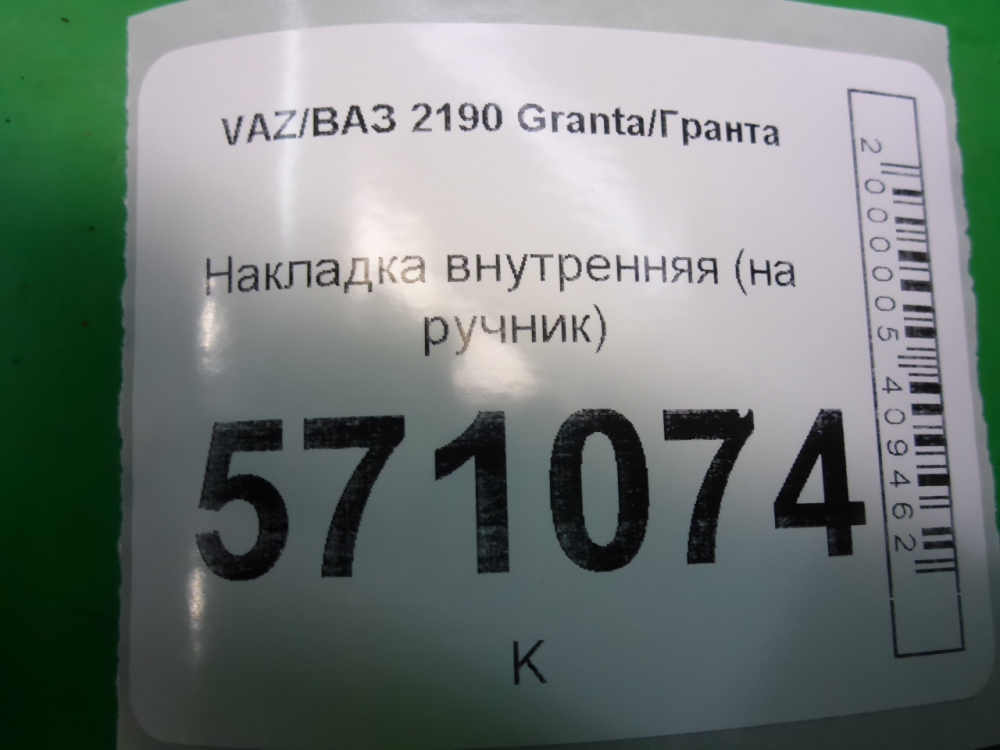 VAZ/ВАЗ 2190 Granta/Гранта
Накладка внутренняя (на
ручник)
571074
К
2000005409462